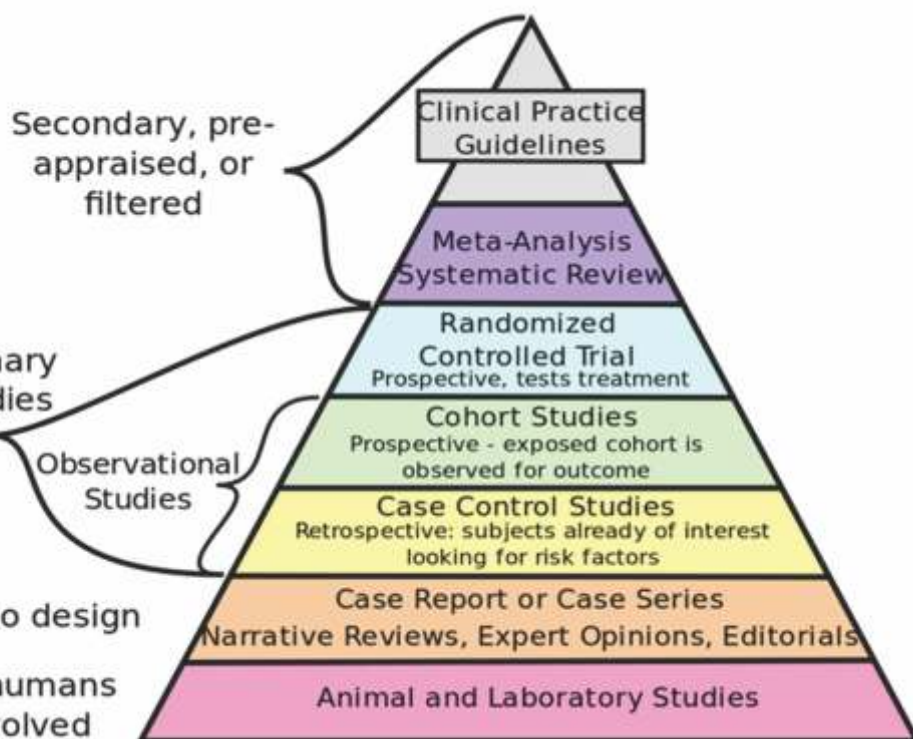 Secondary, pre-
appraised, or
filtered
Clinical Practice
Guidelines
Meta-Analysis
Systematic Review
Randomized
Controlled Trial
Prospective, tests treatment
Cohort Studies
Prospective - exposed cohort is
observed for outcome
Observational
Studies
Case Control Studies
Retrospective: subjects already of interest
looking for risk factors
design
Case Report or Case Series
Narrative Reviews, Expert Opinions, Editorials
Animal and Laboratory Studies